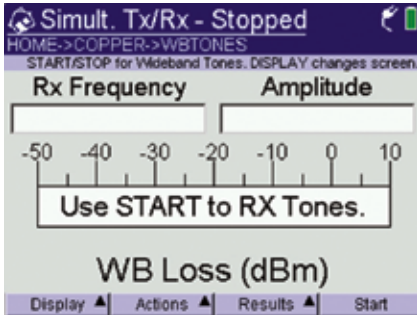 Simult. Tx/Rx - Stopped
HOME->COPPER->WBTONES
START/STOP for Wideband Tones. DISPLAY changes screen.
Rx Frequency Amplitude
-50 -40 -30 -20 -10 0 10
Use START to RX Tones.
WB Loss (dBm)
Display Actions Results Start